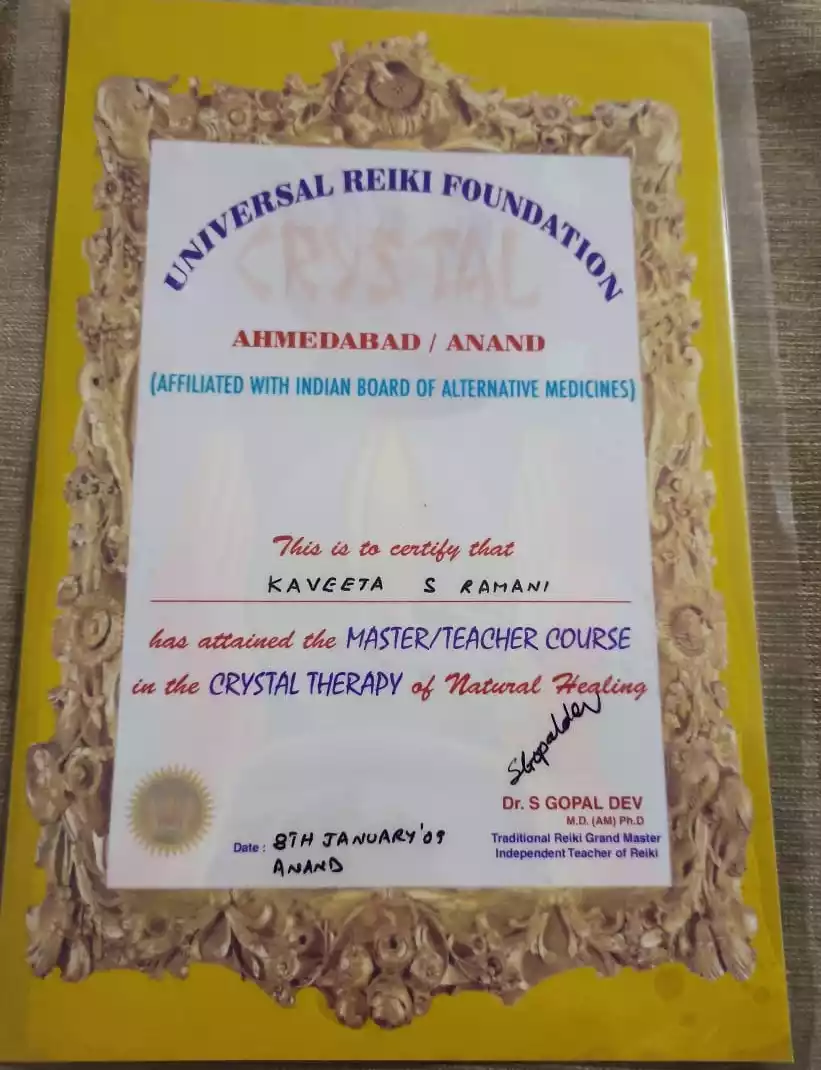 UNIVERSAL REIKI FOUNDATION
CRYSTAL
AHMEDABAD / ANAND
(AFFILIATED WITH INDIAN BOARD OF ALTERNATIVE MEDICINES)
This is to certify that
KAVEETA S RAMANI
has attained the MASTER/TEACHER COURSE
in the CRYSTAL THERAPY of Natural Healing
SGopaldev
Dr. S GOPAL DEV
M.D. (AM) Ph.D
Traditional Reiki Grand Master
Independent Teacher of Reiki
Date : 8TH JANUARY'09
ANAND